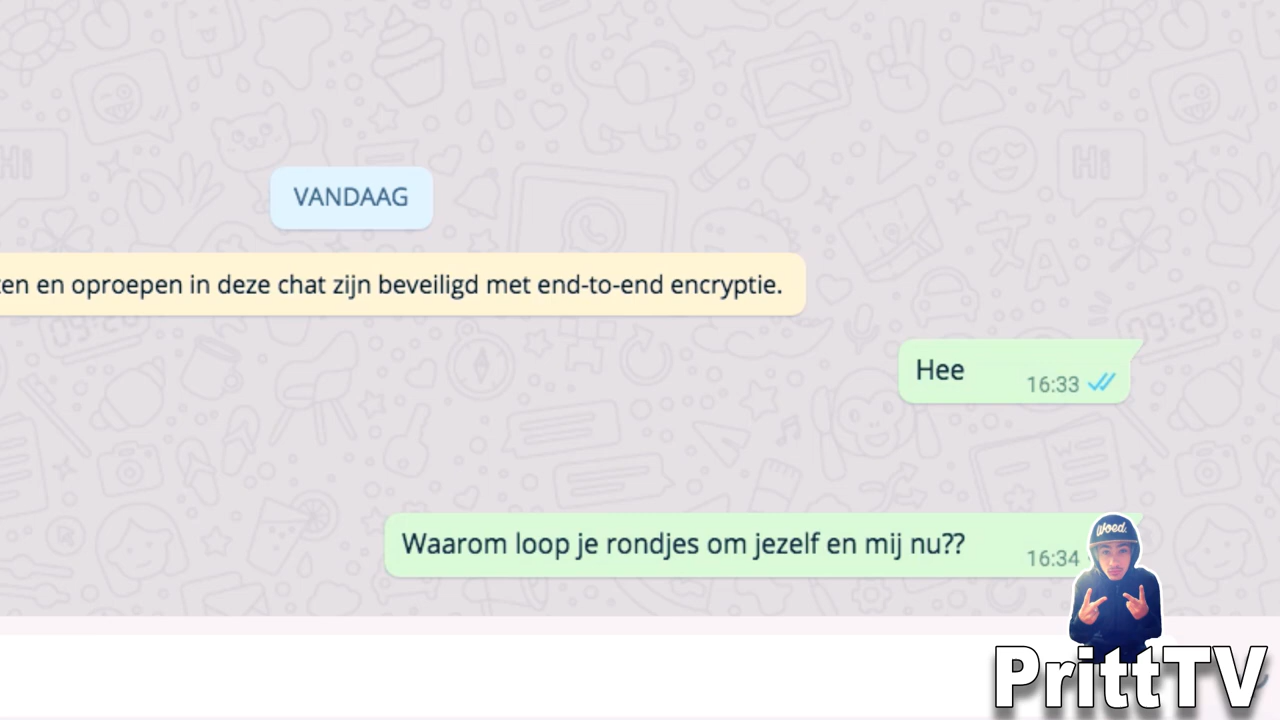 VANDAAG
en en oproepen in deze chat zijn beveiligd met end-to-end encryptie.
Hee
16:33
Waarom loop je rondjes om jezelf en mij nu??
16:34
Woed.
PrittTV